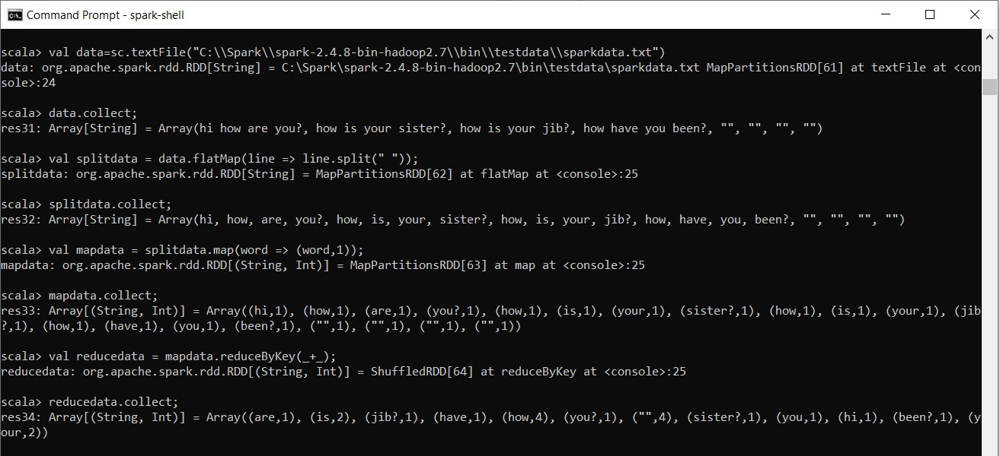 Command Prompt - spark-shell
scala> val data=sc.textFile("C:\\Spark\\spark-2.4.8-bin-hadoop2.7\\bin\\testdata\\sparkdata.txt")
data: org.apache.spark.rdd.RDD[String] = C:\Spark\spark-2.4.8-bin-hadoop2.7\bin\testdata\sparkdata.txt MapPartitionsRDD[61] at textFile at <con
sole>:24
scala> data.collect;
res31: Array[String] = Array(hi how are you?, how is your sister?, how is your jib?, how have you been?, "", "", "", "")
scala> val splitdata = data.flatMap(line => line.split(" "));
splitdata: org.apache.spark.rdd.RDD[String] = MapPartitionsRDD[62] at flatMap at <console>:25
scala> splitdata.collect;
res32: Array[String] = Array(hi, how, are, you?, how, is, your, sister?, how, is, your, jib?, how, have, you, been?, "", "", "", "")
scala> val mapdata = splitdata.map(word => (word,1));
mapdata: org.apache.spark.rdd.RDD[(String, Int)] = MapPartitionsRDD[63] at map at <console>:25
scala> mapdata.collect;
res33: Array[(String, Int)] = Array((hi,1), (how,1), (are,1), (you?,1), (how,1), (is,1), (your,1), (sister?,1), (how,1), (is,1), (your,1), (jib
?,1), (how,1), (have,1), (you,1), (been?,1), ("",1), ("",1), ("",1), ("",1))
scala> val reducedata = mapdata.reduceByKey(_+_);
reducedata: org.apache.spark.rdd.RDD[(String, Int)] = ShuffledRDD[64] at reduceByKey at <console>:25
scala> reducedata.collect;
res34: Array[(String, Int)] = Array((are,1), (is,2), (jib?,1), (have,1), (how,4), (you?,1), ("",4), (sister?,1), (you,1), (hi,1), (been?,1), (y
our,2))